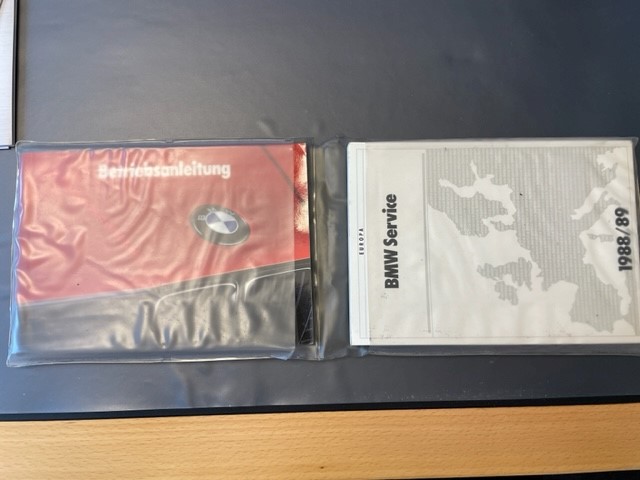 Betriebsanleitung
EUROPA
BMW Service
1988/89